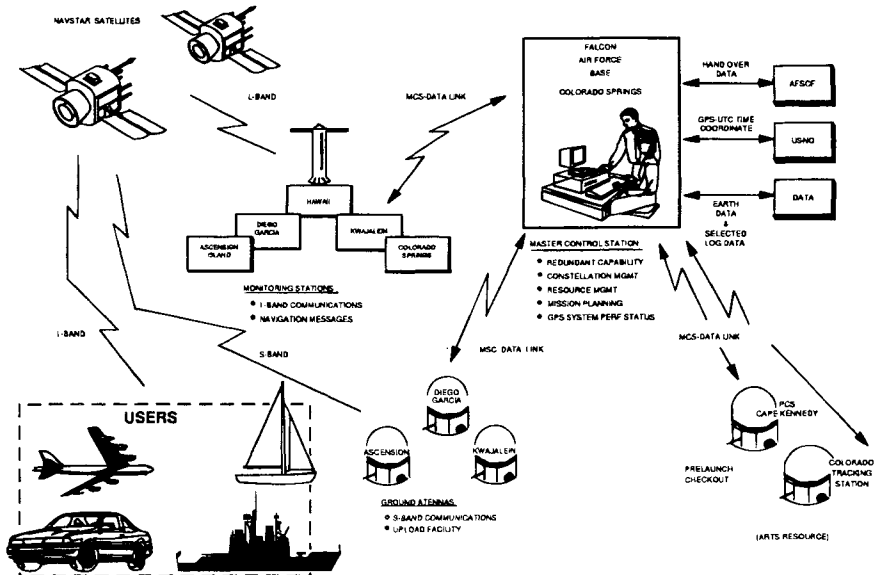 NAVSTAR SATELLITES
L-BAND
MCS-DATA LINK
FALCON
AIR FORCE
BASE
COLORADO SPRINGS
HAND OVER
DATA
AFSCF
GPS-UTC TIME
COORDINATE
USNO
EARTH
DATA
&
SELECTED
LOG DATA
DATA
HAWAII
DIEGO
GARCIA
KWAJALEIN
ASCENSION
ISLAND
COLORADO
SPRINGS
MONITORING STATIONS
• L-BAND COMMUNICATIONS
• NAVIGATION MESSAGES
MASTER CONTROL STATION
• REDUNDANT CAPABILITY
• CONSTELLATION MGMT
• RESOURCE MGMT
• MISSION PLANNING
• GPS SYSTEM PERF STATUS
L-BAND
S-BAND
MSC DATA LINK
MCS-DATA LINK
USERS
DIEGO
GARCIA
ASCENSION
KWAJALEIN
GROUND ATENNAS
• S-BAND COMMUNICATIONS
• UPLOAD FACILITY
PCS
CAPE KENNEDY
PRELAUNCH
CHECKOUT
COLORADO
TRACKING
STATION
(ARTS RESOURCE)